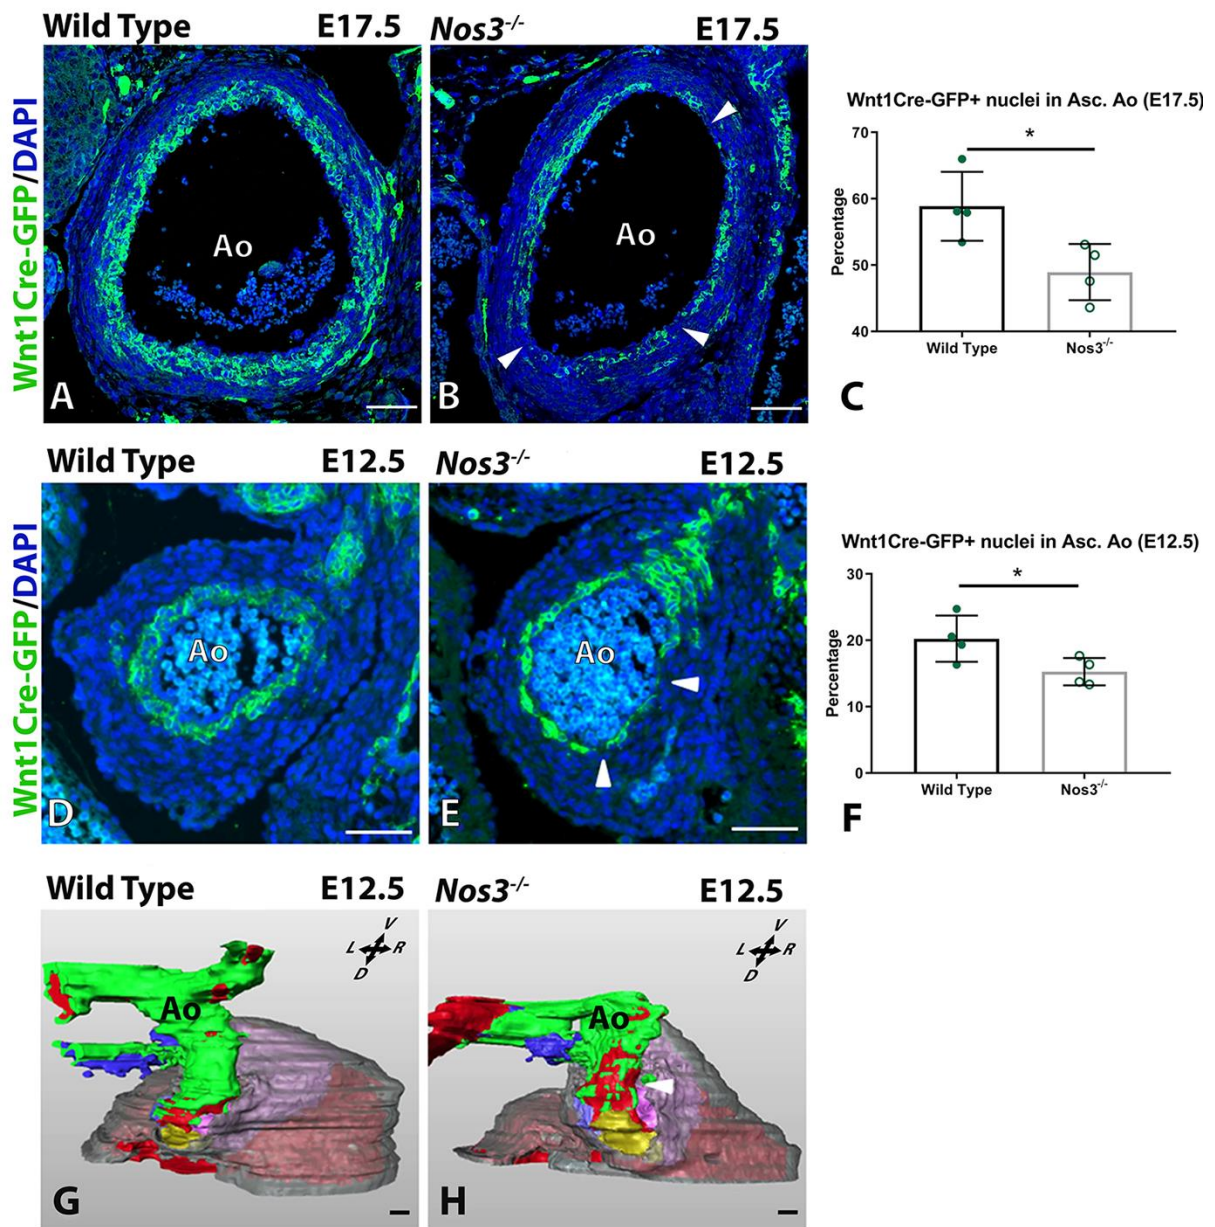 Wild Type E17.5
Nos3-/- E17.5
Wnt1Cre-GFP/DAPI
Ao
A
Ao
B
Wnt1Cre-GFP+ nuclei in Asc. Ao (E17.5)
*
Percentage
70
60
50
40
Wild Type
Nos3-/-
C
Wild Type E12.5
Nos3-/- E12.5
Wnt1Cre-GFP/DAPI
Ao
D
Ao
E
Wnt1Cre-GFP+ nuclei in Asc. Ao (E12.5)
*
Percentage
30
20
10
0
Wild Type
Nos3-/-
F
Wild Type E12.5
Nos3-/- E12.5
V
L R
D
Ao
G
V
L R
D
Ao
H